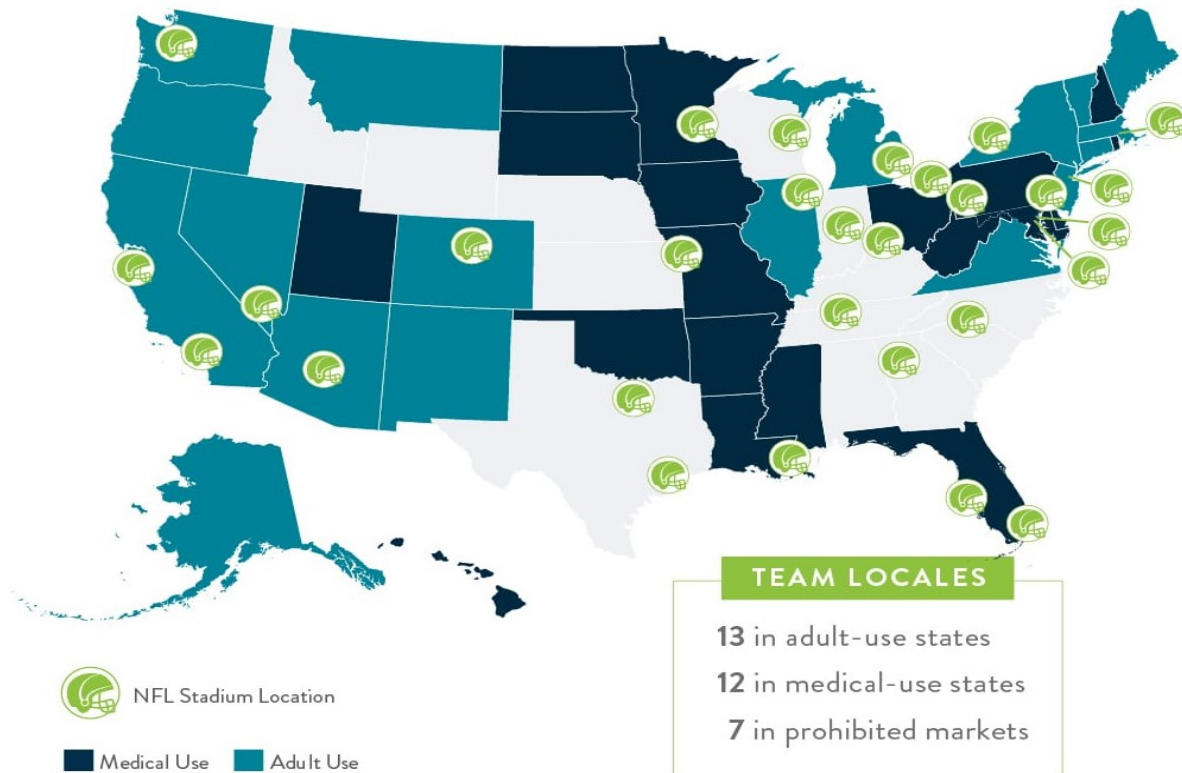 TEAM LOCALES
13 in adult-use states
12 in medical-use states
7 in prohibited markets
NFL Stadium Location
Medical Use
Adult Use